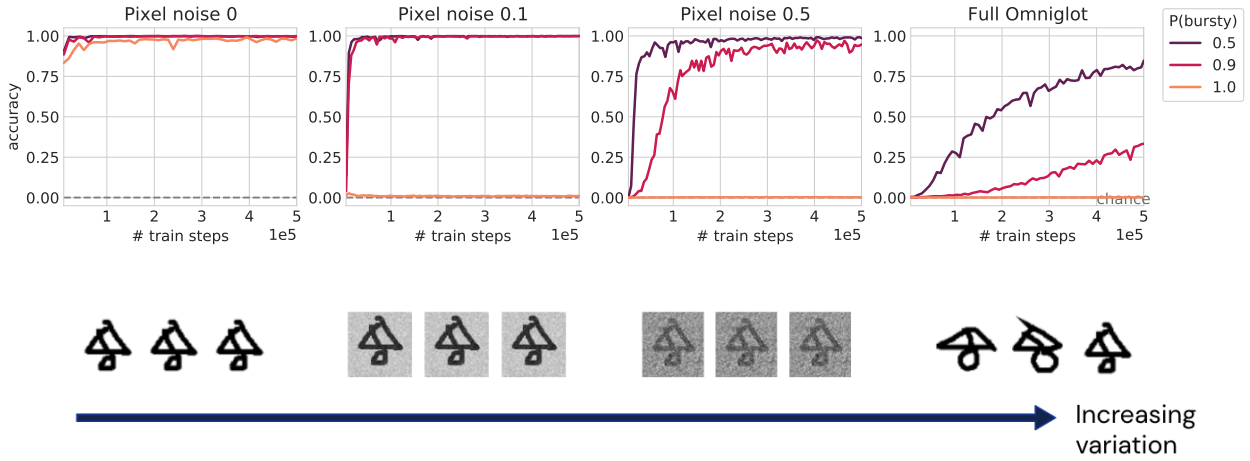 Pixel noise 0
Pixel noise 0.1
Pixel noise 0.5
Full Omniglot
P(bursty)
0.5
0.9
1.0
accuracy
1.00
0.75
0.50
0.25
0.00
1 2 3 4 5
# train steps 1e5
1.00
0.75
0.50
0.25
0.00
1 2 3 4 5
# train steps 1e5
1.00
0.75
0.50
0.25
0.00
1 2 3 4 5
# train steps 1e5
1.00
0.75
0.50
0.25
0.00
chance
1 2 3 4 5
# train steps 1e5
Increasing
variation